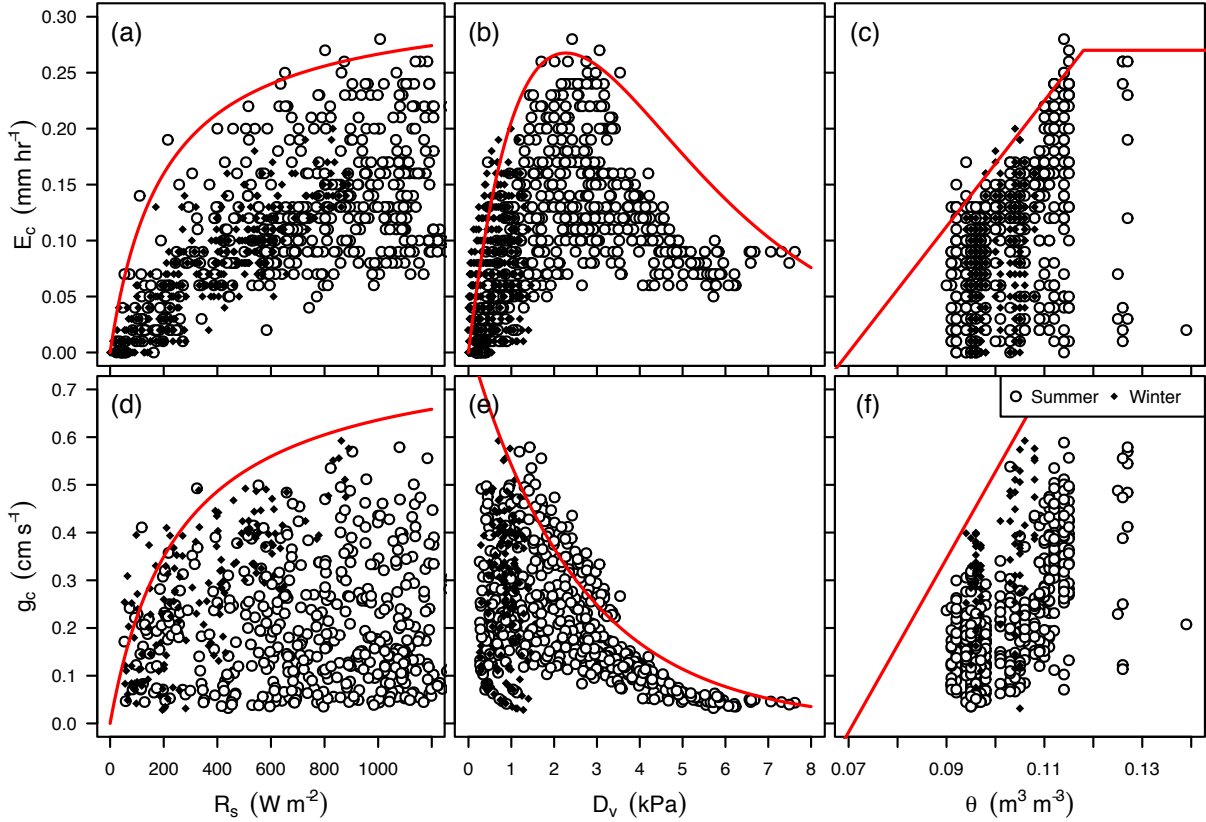 (a) (b) (c)
0.30
0.25
0.20
0.15
0.10
0.05
0.00
E_c (mm hr⁻¹)
(d) (e) (f)
Summer Winter
0.7
0.6
0.5
0.4
0.3
0.2
0.1
0.0
g_c (cm s⁻¹)
0 200 400 600 800 1000
0 1 2 3 4 5 6 7 8
0.07 0.09 0.11 0.13
R_s (W m⁻²)
D_v (kPa)
θ (m³ m⁻³)